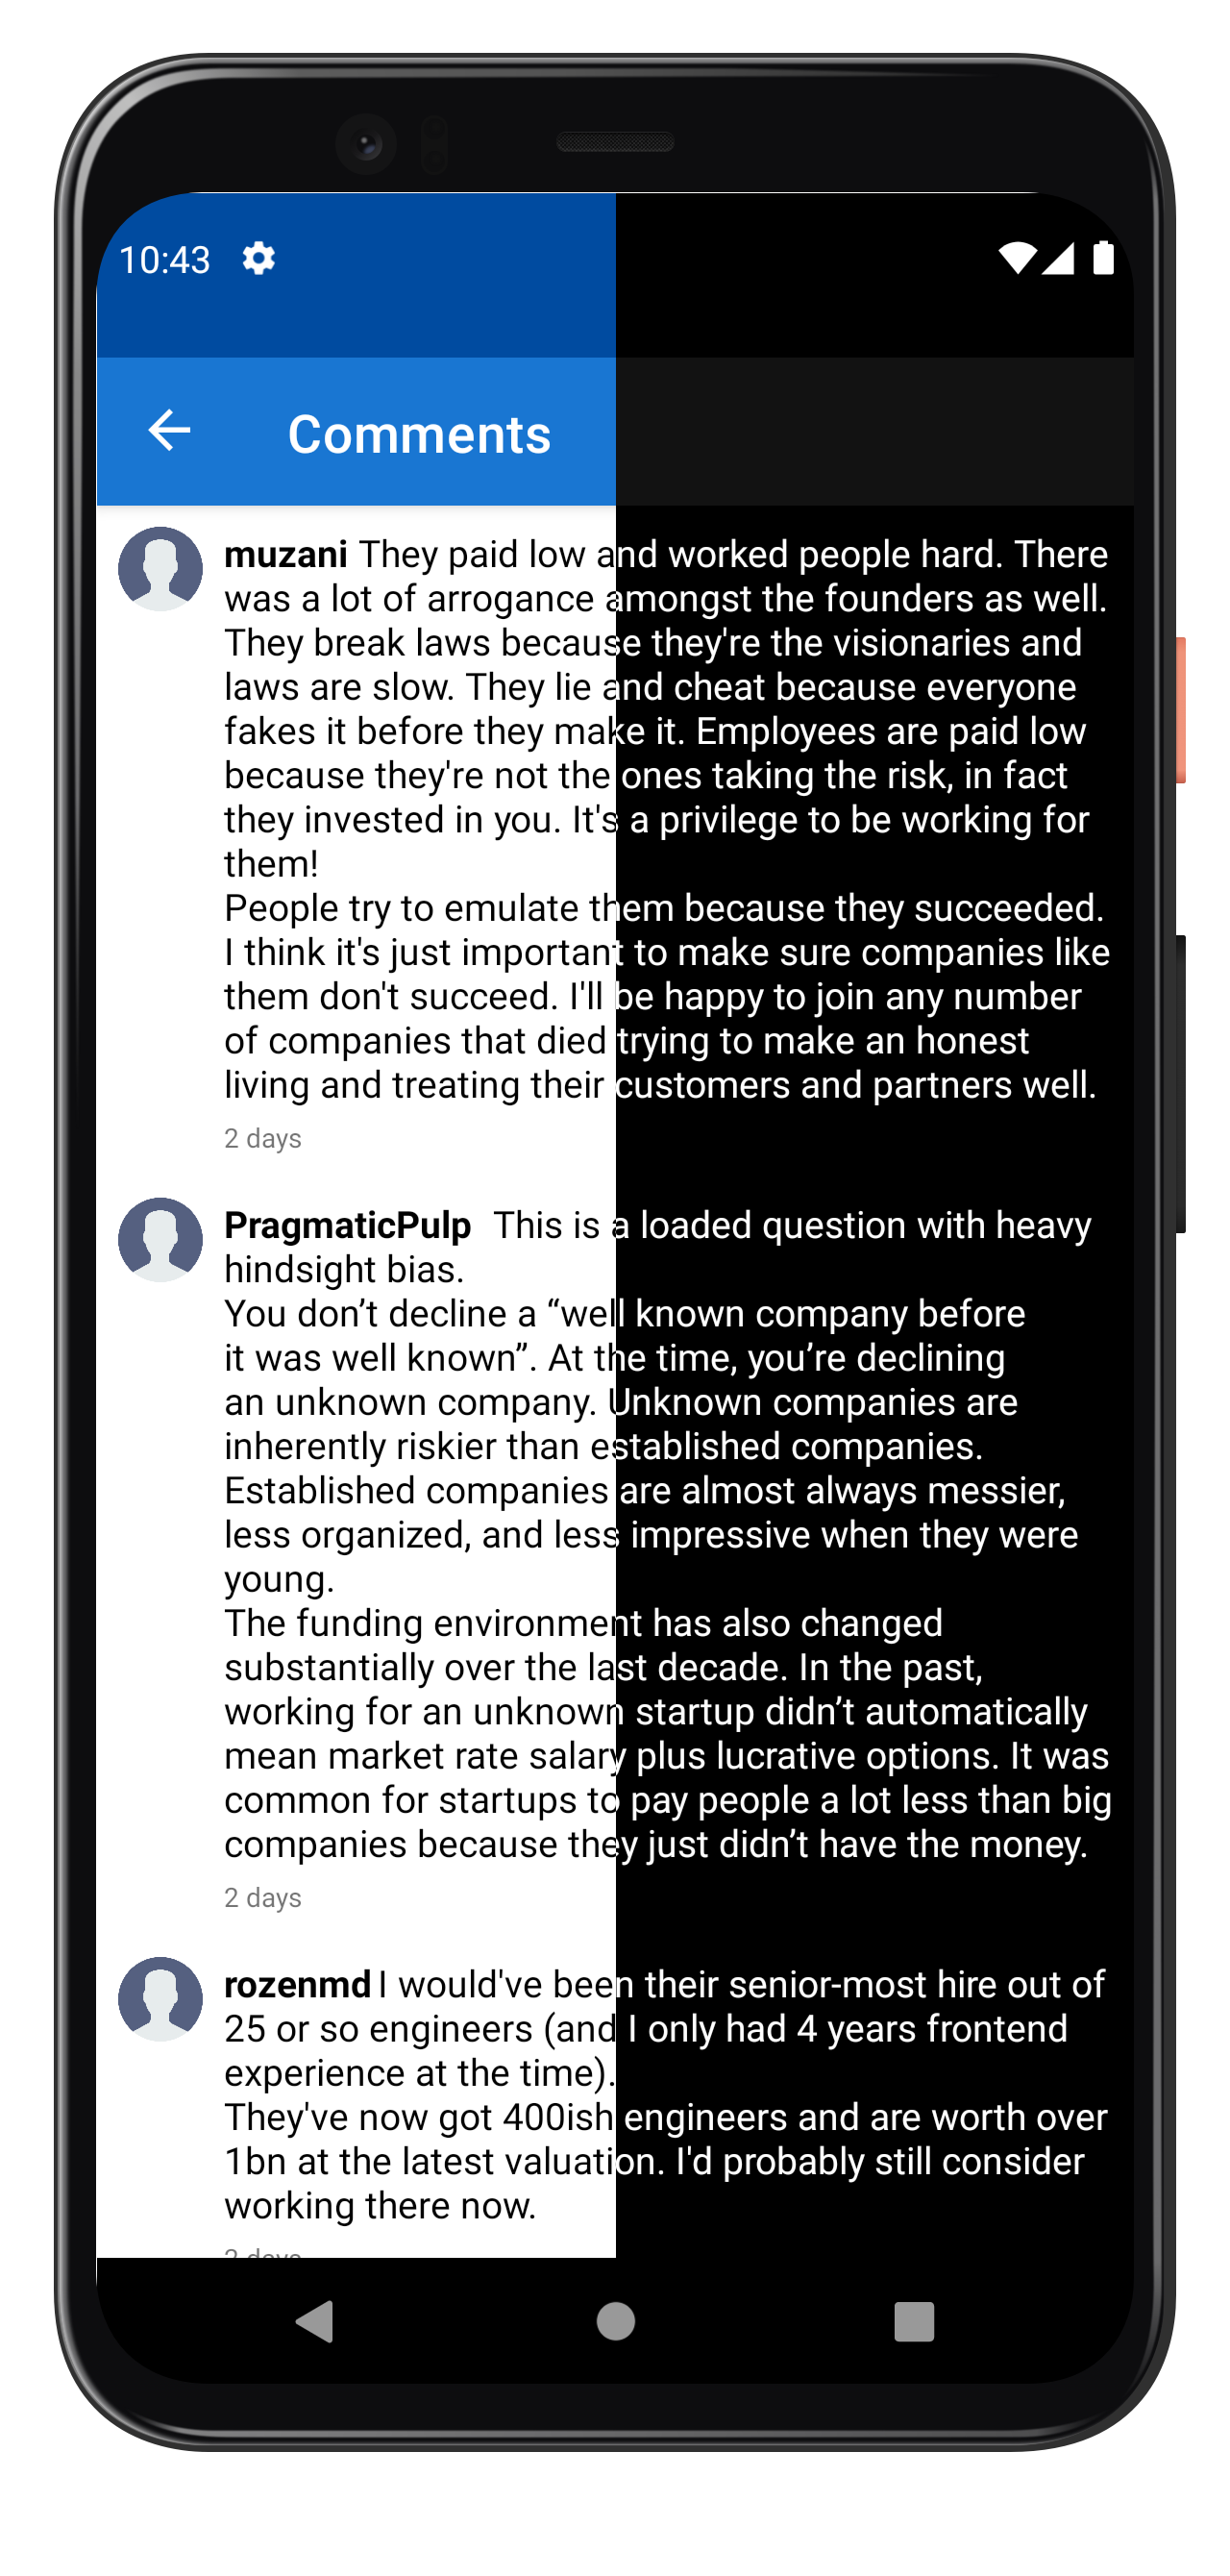 10:43
Comments
muzani They paid low and worked people hard. There
was a lot of arrogance amongst the founders as well.
They break laws because they're the visionaries and
laws are slow. They lie and cheat because everyone
fakes it before they make it. Employees are paid low
because they're not the ones taking the risk, in fact
they invested in you. It's a privilege to be working for
them!
People try to emulate them because they succeeded.
I think it's just important to make sure companies like
them don't succeed. I'll be happy to join any number
of companies that died trying to make an honest
living and treating their customers and partners well.
2 days
PragmaticPulp This is a loaded question with heavy
hindsight bias.
You don’t decline a “well known company before
it was well known”. At the time, you’re declining
an unknown company. Unknown companies are
inherently riskier than established companies.
Established companies are almost always messier,
less organized, and less impressive when they were
young.
The funding environment has also changed
substantially over the last decade. In the past,
working for an unknown startup didn’t automatically
mean market rate salary plus lucrative options. It was
common for startups to pay people a lot less than big
companies because they just didn’t have the money.
2 days
rozenmd I would've been their senior-most hire out of
25 or so engineers (and I only had 4 years frontend
experience at the time).
They've now got 400ish engineers and are worth over
1bn at the latest valuation. I'd probably still consider
working there now.
2 days